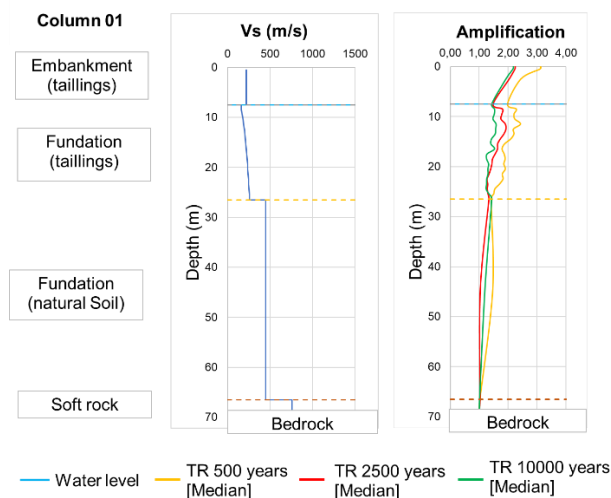 Column 01
Embankment
(taillings)
Fundation
(taillings)
Fundation
(natural Soil)
Soft rock
Vs (m/s)
0 500 1000 1500
0
10
20
30
40
50
60
70
Depth (m)
Bedrock
Amplification
0,00 1,00 2,00 3,00 4,00
0
10
20
30
40
50
60
70
Depth (m)
Bedrock
Water level
TR 500 years
[Median]
TR 2500 years
[Median]
TR 10000 years
[Median]